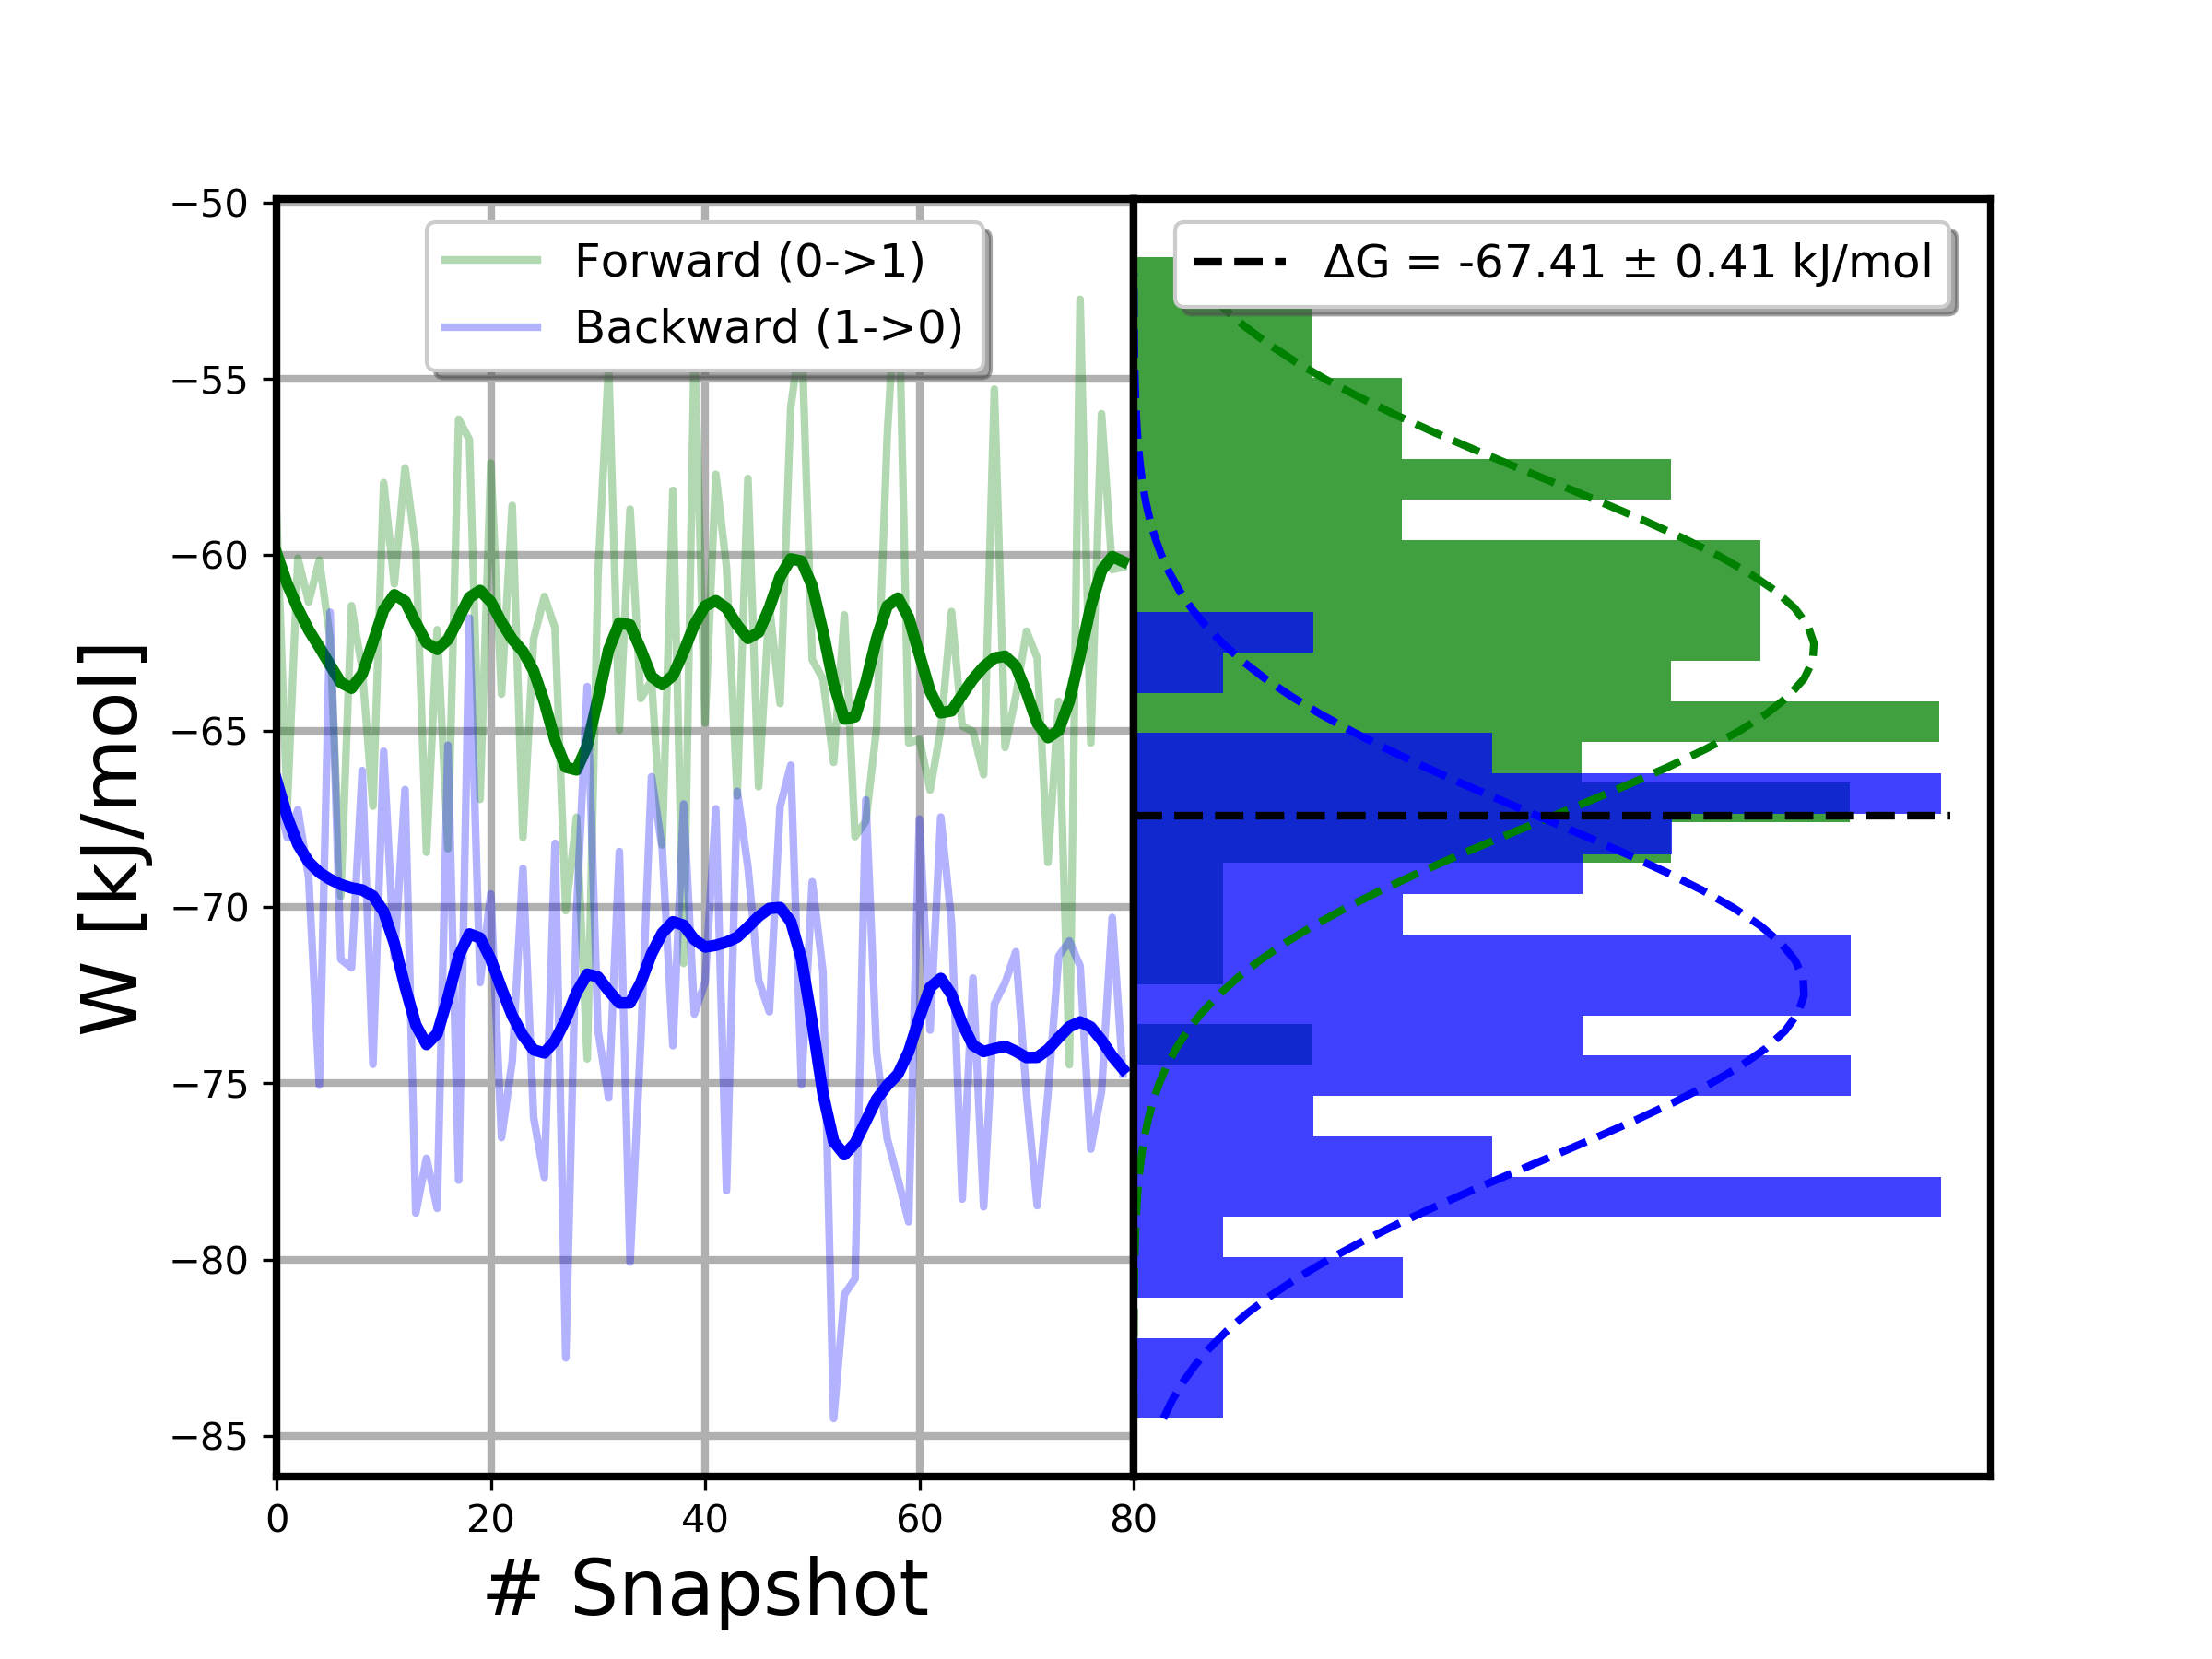 Forward (0->1)
Backward (1->0)
ΔG = -67.41 ± 0.41 kJ/mol
W [kJ/mol]
−50
−55
−60
−65
−70
−75
−80
−85
0 20 40 60 80
# Snapshot